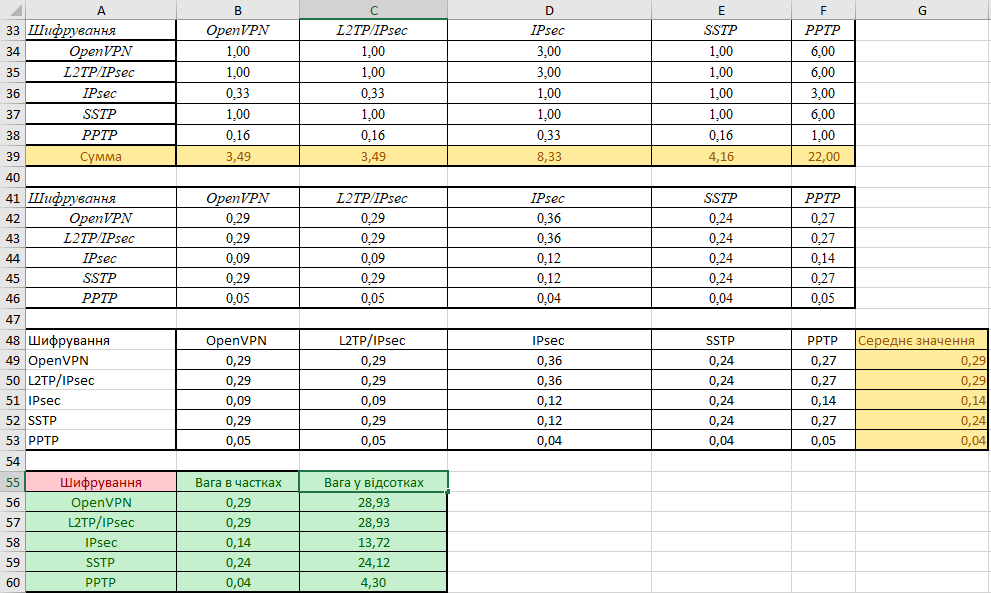 A B C D E F G
33 Шифрування OpenVPN L2TP/IPsec IPsec SSTP PPTP
34 OpenVPN 1,00 1,00 3,00 1,00 6,00
35 L2TP/IPsec 1,00 1,00 3,00 1,00 6,00
36 IPsec 0,33 0,33 1,00 1,00 3,00
37 SSTP 1,00 1,00 1,00 1,00 6,00
38 PPTP 0,16 0,16 0,33 0,16 1,00
39 Сумма 3,49 3,49 8,33 4,16 22,00
40
41 Шифрування OpenVPN L2TP/IPsec IPsec SSTP PPTP
42 OpenVPN 0,29 0,29 0,36 0,24 0,27
43 L2TP/IPsec 0,29 0,29 0,36 0,24 0,27
44 IPsec 0,09 0,09 0,12 0,24 0,14
45 SSTP 0,29 0,29 0,12 0,24 0,27
46 PPTP 0,05 0,05 0,04 0,04 0,05
47
48 Шифрування OpenVPN L2TP/IPsec IPsec SSTP PPTP Середнє значення
49 OpenVPN 0,29 0,29 0,36 0,24 0,27 0,29
50 L2TP/IPsec 0,29 0,29 0,36 0,24 0,27 0,29
51 IPsec 0,09 0,09 0,12 0,24 0,14 0,14
52 SSTP 0,29 0,29 0,12 0,24 0,27 0,24
53 PPTP 0,05 0,05 0,04 0,04 0,05 0,04
54
55 Шифрування Вага в частках Вага у відсотках
56 OpenVPN 0,29 28,93
57 L2TP/IPsec 0,29 28,93
58 IPsec 0,14 13,72
59 SSTP 0,24 24,12
60 PPTP 0,04 4,30